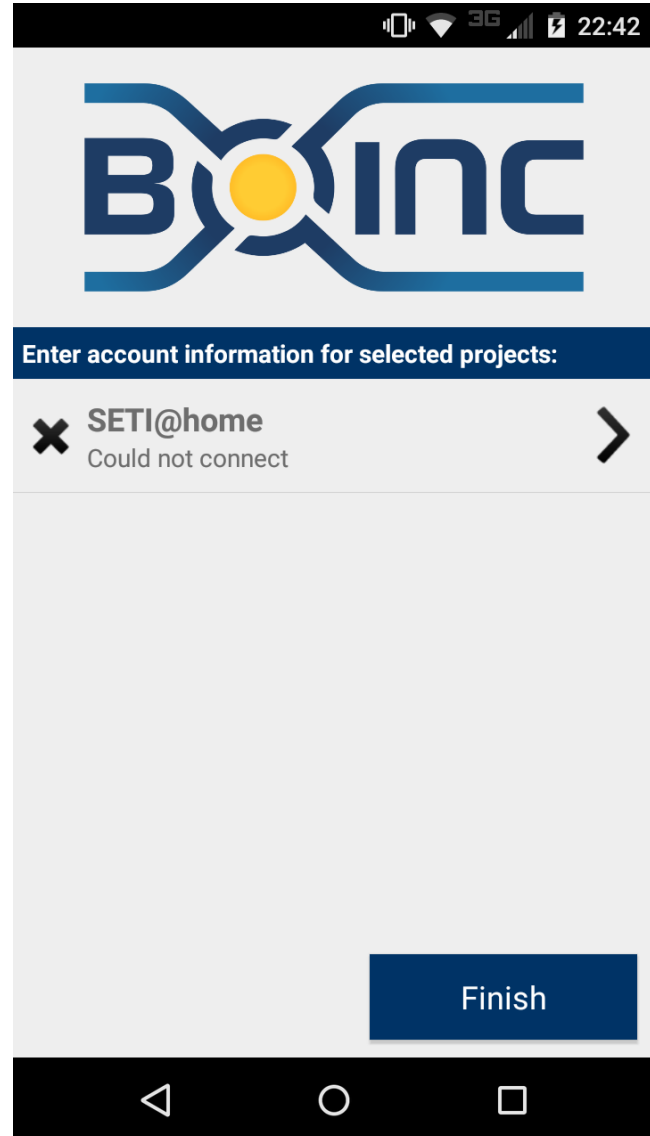 3G 22:42
BOINC
Enter account information for selected projects:
SETI@home
Could not connect
Finish